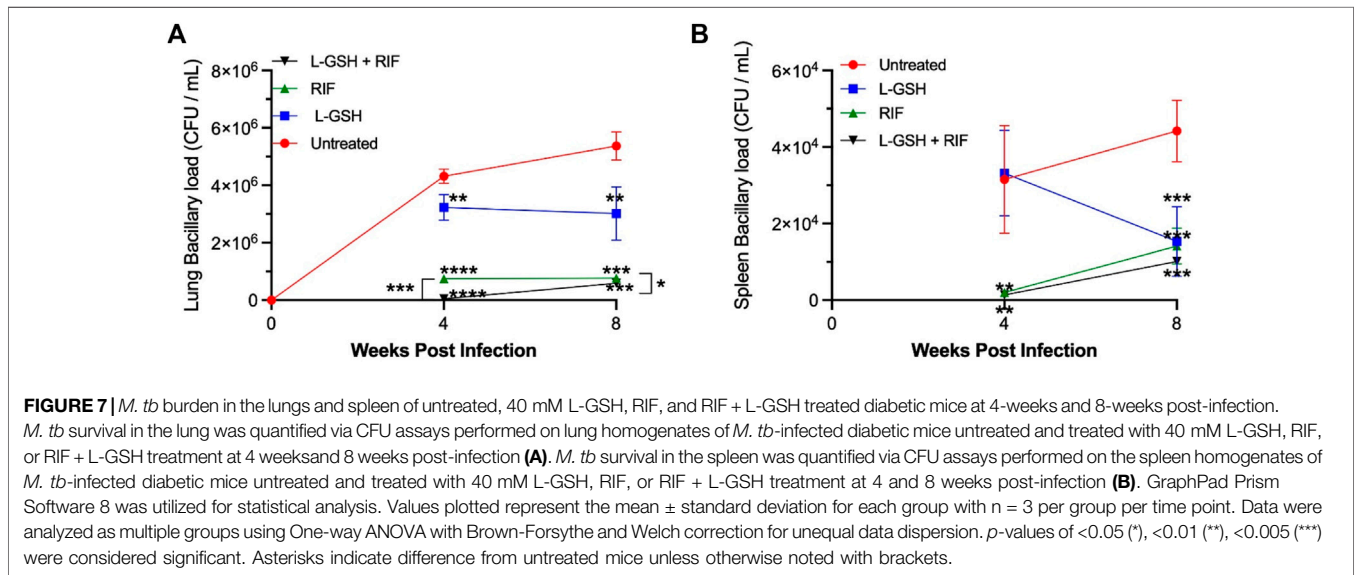 A
L-GSH + RIF
RIF
L-GSH
Untreated
Lung Bacillary load (CFU / mL)
8×10⁶
6×10⁶
4×10⁶
2×10⁶
0
**
**
****
***
***
****
***
*
0
4
8
Weeks Post Infection
B
Untreated
L-GSH
RIF
L-GSH + RIF
Spleen Bacillary load (CFU / mL)
6×10⁴
4×10⁴
2×10⁴
0
***
***
***
**
**
0
4
8
Weeks Post Infection
FIGURE 7 | M. tb burden in the lungs and spleen of untreated, 40 mM L-GSH, RIF, and RIF + L-GSH treated diabetic mice at 4-weeks and 8-weeks post-infection.
M. tb survival in the lung was quantified via CFU assays performed on lung homogenates of M. tb-infected diabetic mice untreated and treated with 40 mM L-GSH, RIF,
or RIF + L-GSH treatment at 4 weeksand 8 weeks post-infection (A). M. tb survival in the spleen was quantified via CFU assays performed on the spleen homogenates of
M. tb-infected diabetic mice untreated and treated with 40 mM L-GSH, RIF, or RIF + L-GSH treatment at 4 and 8 weeks post-infection (B). GraphPad Prism
Software 8 was utilized for statistical analysis. Values plotted represent the mean ± standard deviation for each group with n = 3 per group per time point. Data were
analyzed as multiple groups using One-way ANOVA with Brown-Forsythe and Welch correction for unequal data dispersion. p-values of <0.05 (*), <0.01 (**), <0.005 (***)
were considered significant. Asterisks indicate difference from untreated mice unless otherwise noted with brackets.